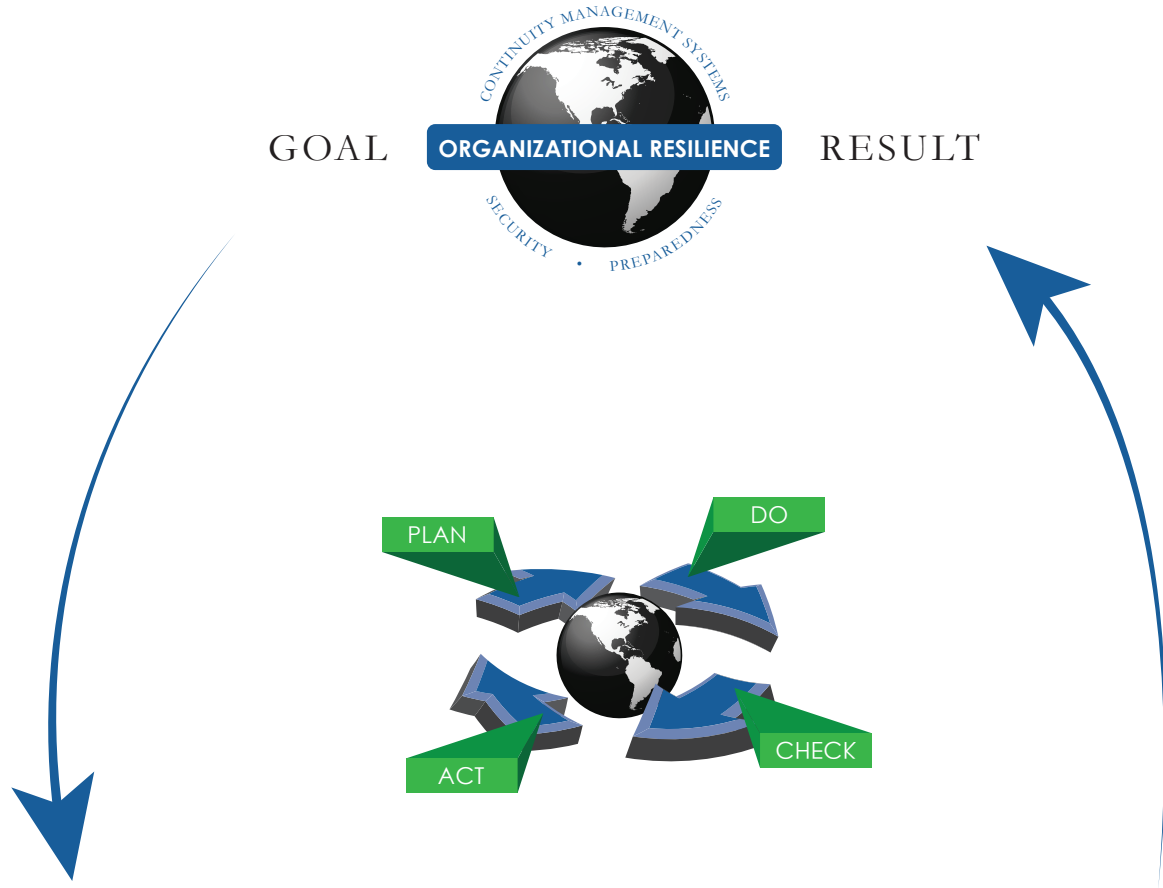 CONTINUITY MANAGEMENT SYSTEMS
GOAL
ORGANIZATIONAL RESILIENCE
RESULT
SECURITY • PREPAREDNESS
PLAN
DO
ACT
CHECK